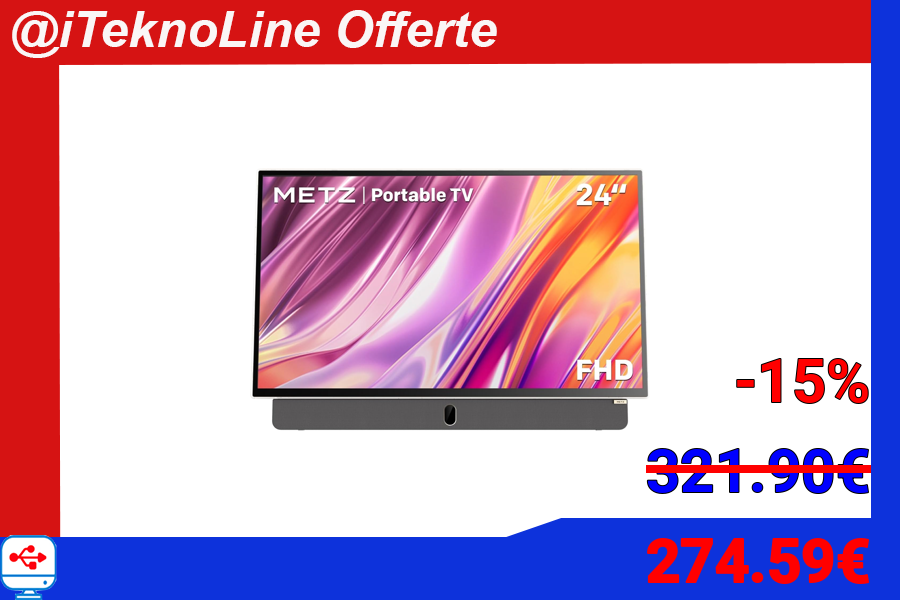 @iTeknoLine Offerte
METZ | Portable TV
24“
FHD
-15%
321.90€
274.59€